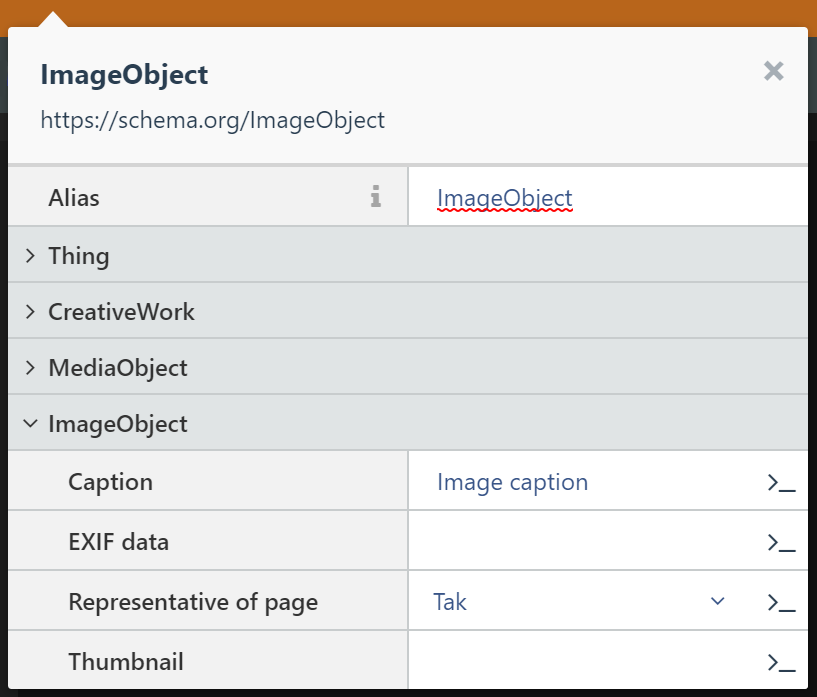 ImageObject
https://schema.org/ImageObject
Alias ImageObject
Thing
CreativeWork
MediaObject
ImageObject
Caption Image caption
EXIF data
Representative of page Tak
Thumbnail